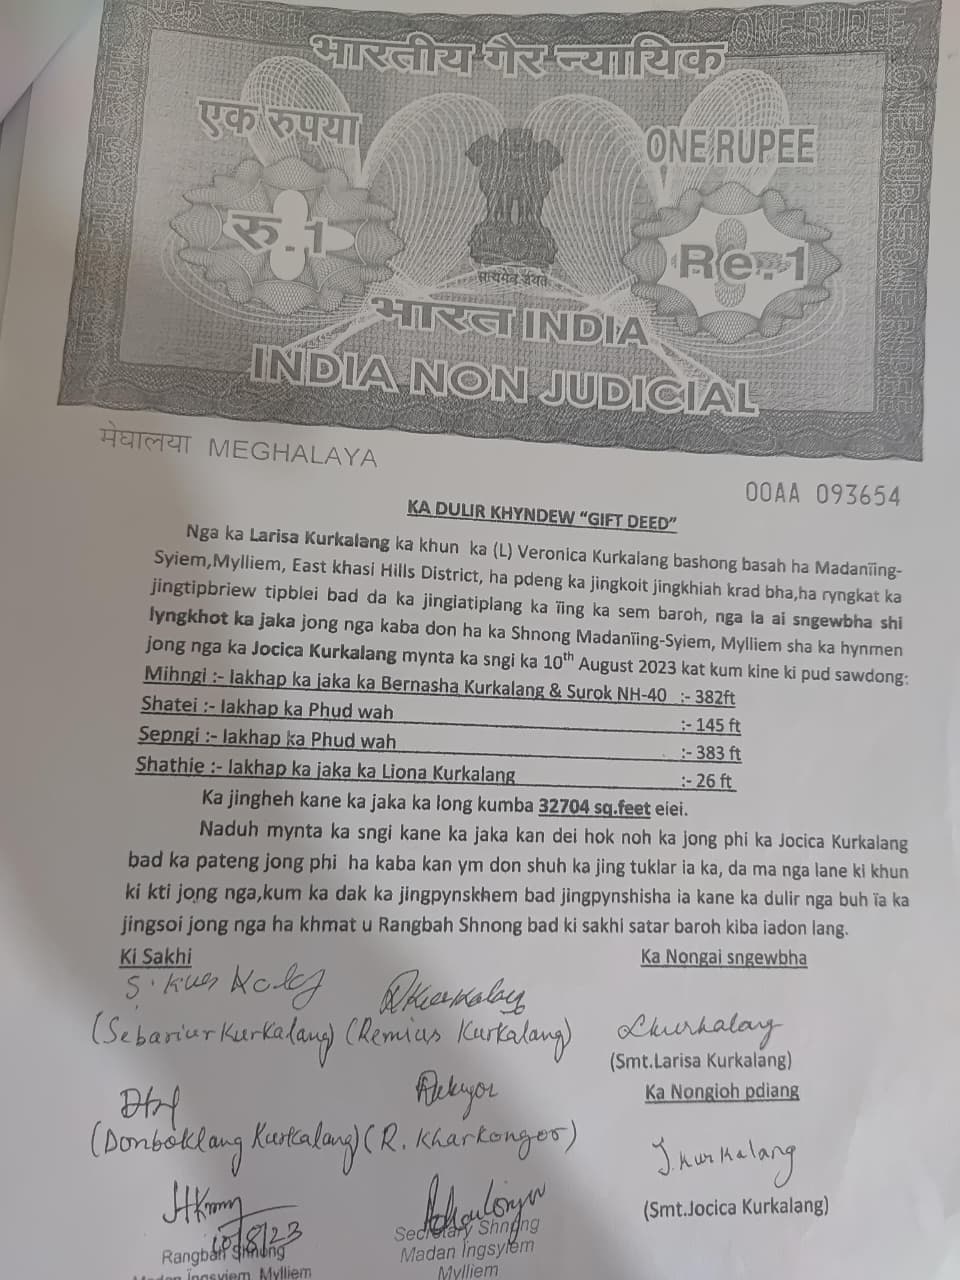 भारतीय गैर न्यायिक
एक रुपया ONE RUPEE
रु.1 Re.1
सत्यमेव जयते
भारत INDIA
INDIA NON JUDICIAL
मेघालया MEGHALAYA
00AA 093654
KA DULIR KHYNDEW "GIFT DEED"
Nga ka Larisa Kurkalang ka khun ka (L) Veronica Kurkalang bashong basah ha Madanïing-
Syiem,Mylliem, East khasi Hills District, ha pdeng ka jingkoit jingkhiah krad bha,ha ryngkat ka
jingtipbriew tipblei bad da ka jingiatiplang ka ïing ka sem baroh, nga la ai sngewbha shi
lyngkhot ka jaka jong nga kaba don ha ka Shnong Madanïing-Syiem, Mylliem sha ka hynmen
jong nga ka Jocica Kurkalang mynta ka sngi ka 10th August 2023 kat kum kine ki pud sawdong:
Mihngi :- Iakhap ka jaka ka Bernasha Kurkalang & Surok NH-40 :- 382ft
Shatei :- Iakhap ka Phud wah :- 145 ft
Sepngi :- Iakhap ka Phud wah :- 383 ft
Shathie :- Iakhap ka jaka ka Liona Kurkalang :- 26 ft
Ka jingheh kane ka jaka ka long kumba 32704 sq.feet eiei.
Naduh mynta ka sngi kane ka jaka kan dei hok noh ka jong phi ka Jocica Kurkalang
bad ka pateng jong phi ha kaba kan ym don shuh ka jing tuklar ia ka, da ma nga lane ki khun
ki kti jong nga,kum ka dak ka jingpynskhem bad jingpynshisha ia kane ka dulir nga buh ïa ka
jingsoi jong nga ha khmat u Rangbah Shnong bad ki sakhi satar baroh kiba iadon lang.
Ki Sakhi Ka Nongai sngewbha
S. Kurkalang RKurkalang
(Sebariur Kurkalang) (Remius Kurkalang) Lkurkalang
(Smt.Larisa Kurkalang)
Ka Nongioh pdiang
(Donboklang Kurkalang) (R. Kharkongor)
J.Kurkalang
(Smt.Jocica Kurkalang)
10/8/23
Rangbah Shnong
Madan Ïngsyiem Mylliem
Secretary Shnong
Madan Ïngsyiem
Mylliem